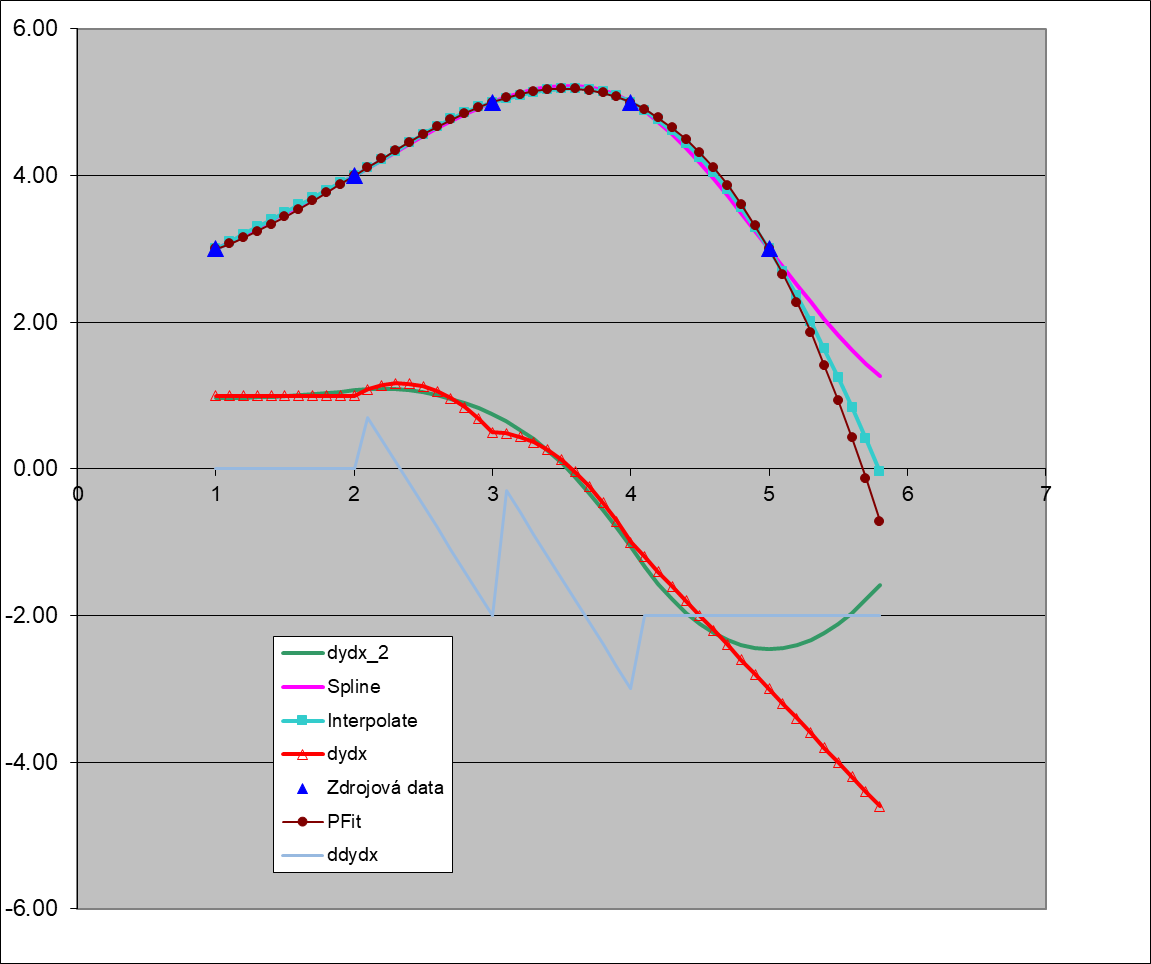 6.00
4.00
2.00
0.00
0 1 2 3 4 5 6 7
-2.00
dydx_2
Spline
Interpolate
dydx
Zdrojová data
PFit
ddydx
-4.00
-6.00